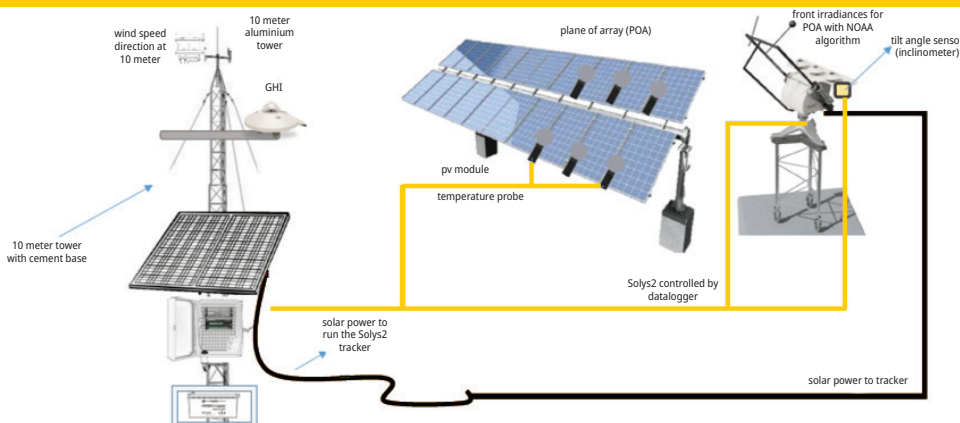 wind speed
direction at
10 meter
10 meter
aluminium
tower
GHI
10 meter tower
with cement base
plane of array (POA)
pv module
temperature probe
front irradiances for
POA with NOAA
algorithm
tilt angle senso
(inclinometer)
Solys2 controlled by
datalogger
solar power to
run the Solys2
tracker
solar power to tracker